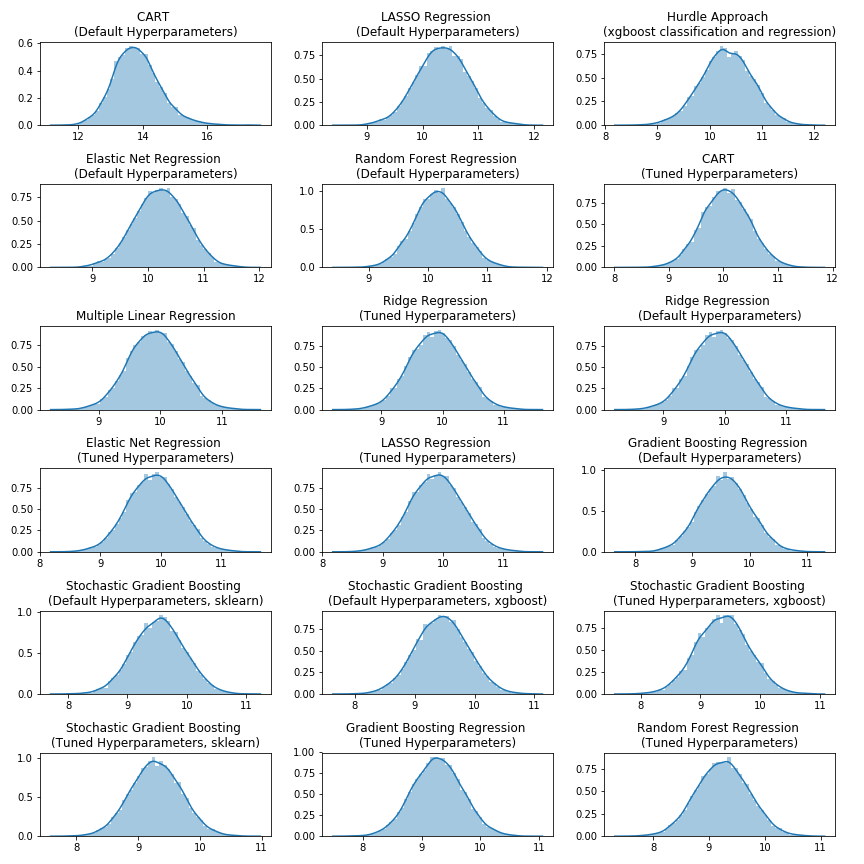 CART
(Default Hyperparameters)
LASSO Regression
(Default Hyperparameters)
Hurdle Approach
(xgboost classification and regression)
0.6
0.4
0.2
0.0
12 14 16
0.75
0.50
0.25
0.00
9 10 11 12
0.75
0.50
0.25
0.00
8 9 10 11 12
Elastic Net Regression
(Default Hyperparameters)
Random Forest Regression
(Default Hyperparameters)
CART
(Tuned Hyperparameters)
0.75
0.50
0.25
0.00
9 10 11 12
1.0
0.5
0.0
9 10 11 12
0.75
0.50
0.25
0.00
8 9 10 11 12
Multiple Linear Regression
Ridge Regression
(Tuned Hyperparameters)
Ridge Regression
(Default Hyperparameters)
0.75
0.50
0.25
0.00
9 10 11
0.75
0.50
0.25
0.00
9 10 11
0.75
0.50
0.25
0.00
9 10 11
Elastic Net Regression
(Tuned Hyperparameters)
LASSO Regression
(Tuned Hyperparameters)
Gradient Boosting Regression
(Default Hyperparameters)
0.75
0.50
0.25
0.00
8 9 10 11
0.75
0.50
0.25
0.00
8 9 10 11
1.0
0.5
0.0
8 9 10 11
Stochastic Gradient Boosting
(Default Hyperparameters, sklearn)
Stochastic Gradient Boosting
(Default Hyperparameters, xgboost)
Stochastic Gradient Boosting
(Tuned Hyperparameters, xgboost)
1.0
0.5
0.0
8 9 10 11
0.75
0.50
0.25
0.00
8 9 10 11
0.75
0.50
0.25
0.00
8 9 10 11
Stochastic Gradient Boosting
(Tuned Hyperparameters, sklearn)
Gradient Boosting Regression
(Tuned Hyperparameters)
Random Forest Regression
(Tuned Hyperparameters)
1.0
0.5
0.0
8 9 10 11
1.00
0.75
0.50
0.25
0.00
8 9 10 11
0.75
0.50
0.25
0.00
8 9 10 11